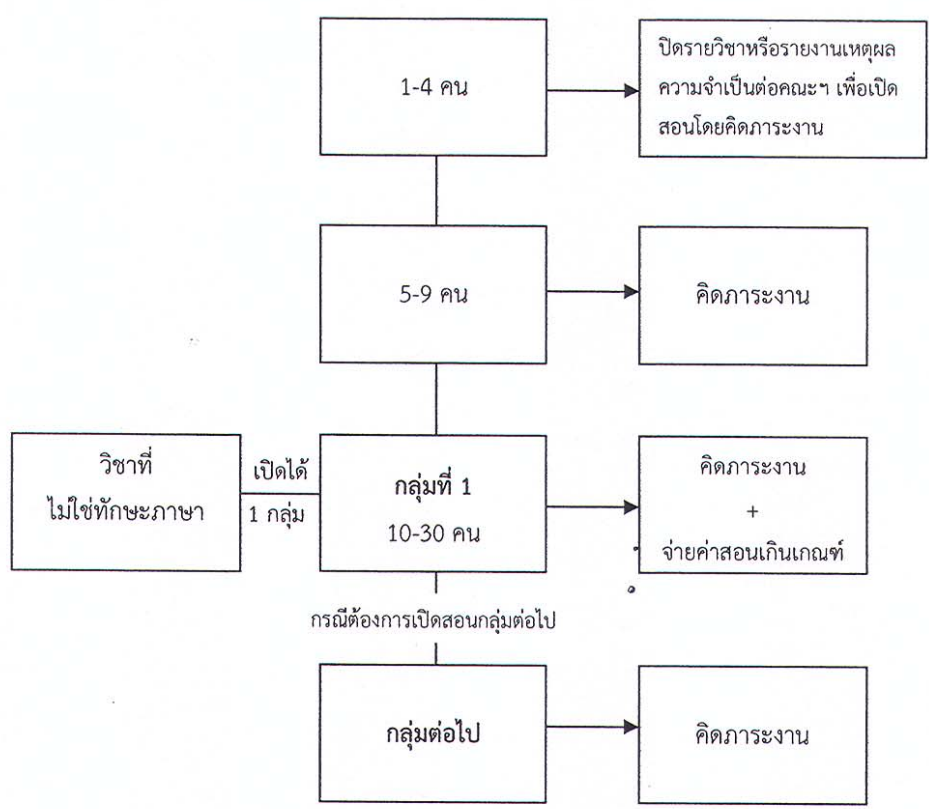 1-4 คน
ปิดรายวิชาหรือรายงานเหตุผล
ความจำเป็นต่อคณะฯ เพื่อเปิด
สอนโดยคิดภาระงาน
5-9 คน
คิดภาระงาน
วิชาที่
ไม่ใช่ทักษะภาษา
เปิดได้
1 กลุ่ม
กลุ่มที่ 1
10-30 คน
คิดภาระงาน
+
จ่ายค่าสอนเกินเกณฑ์
กรณีต้องการเปิดสอนกลุ่มต่อไป
กลุ่มต่อไป
คิดภาระงาน